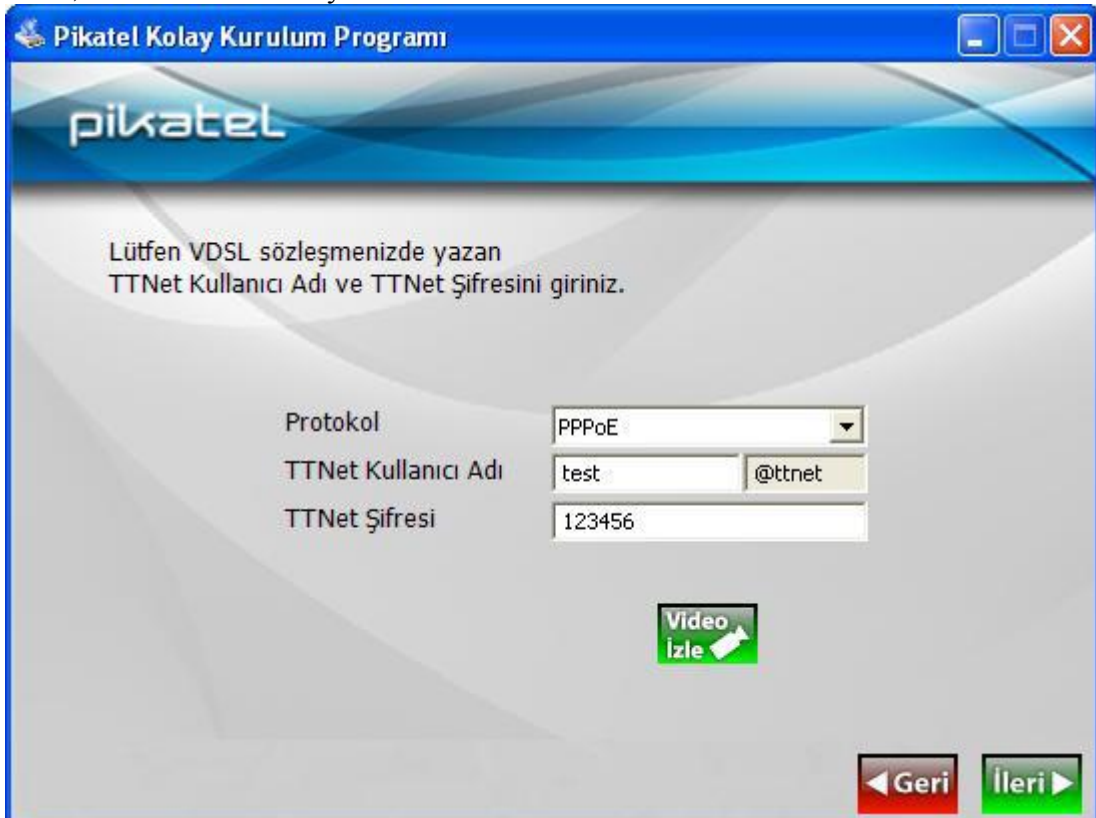 Pikatel Kolay Kurulum Programı
pikatel
Lütfen VDSL sözleşmenizde yazan
TTNet Kullanıcı Adı ve TTNet Şifresini giriniz.
Protokol PPPoE
TTNet Kullanıcı Adı test @ttnet
TTNet Şifresi 123456
Video
İzle
Geri İleri